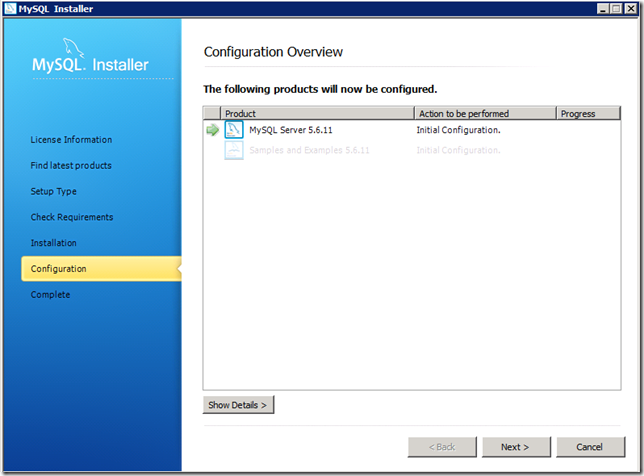 MySQL Installer
MySQL Installer
License Information
Find latest products
Setup Type
Check Requirements
Installation
Configuration
Complete
Configuration Overview
The following products will now be configured.
Product Action to be performed Progress
MySQL Server 5.6.11 Initial Configuration.
Samples and Examples 5.6.11 Initial Configuration.
Show Details >
< Back Next > Cancel